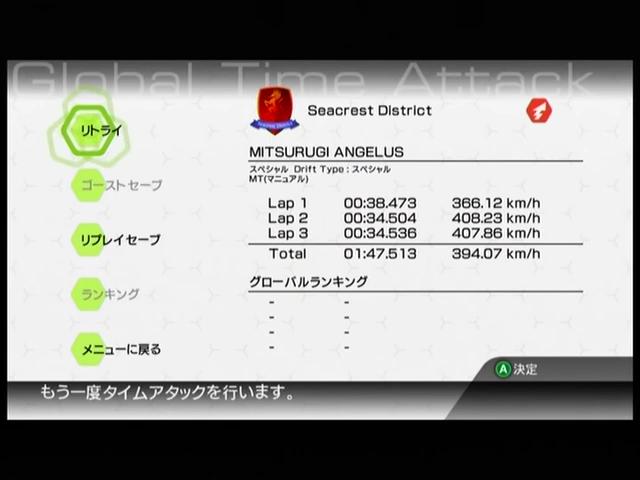 Global Time Attack
Seacrest District
Seacrest District
MITSURUGI ANGELUS
スペシャル Drift Type : スペシャル
MT(マニュアル)
Lap 1 00:38.473 366.12 km/h
Lap 2 00:34.504 408.23 km/h
Lap 3 00:34.536 407.86 km/h
Total 01:47.513 394.07 km/h
グローバルランキング
- -
- -
- -
- -
リトライ
ゴーストセーブ
リプレイセーブ
ランキング
メニューに戻る
A 決定
もう一度タイムアタックを行います。